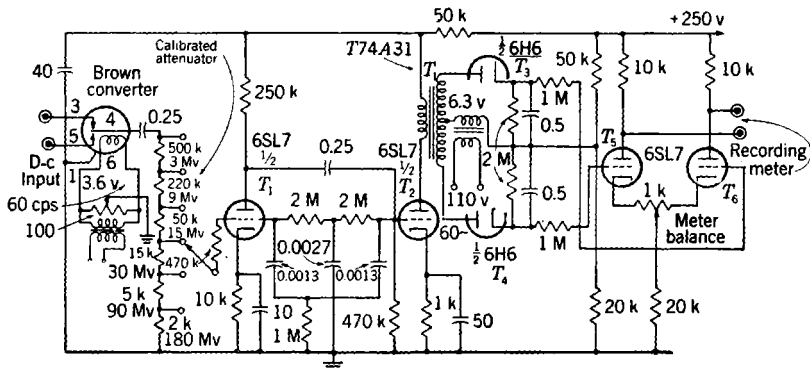 50 k
+250 v
T74A31
½ 6H6
T3
Calibrated
attenuator
40
Brown
converter
50 k
10 k
10 k
T1
6.3 v
1 M
3
4
0.25
250 k
0.5
5
6
1
D-c
Input
500 k
3 Mv
6SL7
½
T1
0.25
6SL7
½
T2
2 M
T5
6SL7
T6
Recording
meter
3.6 v
60 cps
100
220 k
9 Mv
50 k
15 Mv
2 M
2 M
110 v
60
0.5
1 k
Meter
balance
½ 6H6
T4
1 M
15 k
30 Mv
470 k
0.0027
0.0013
0.0013
5 k
90 Mv
2 k
180 Mv
10 k
10
1 M
470 k
1 k
50
20 k
20 k